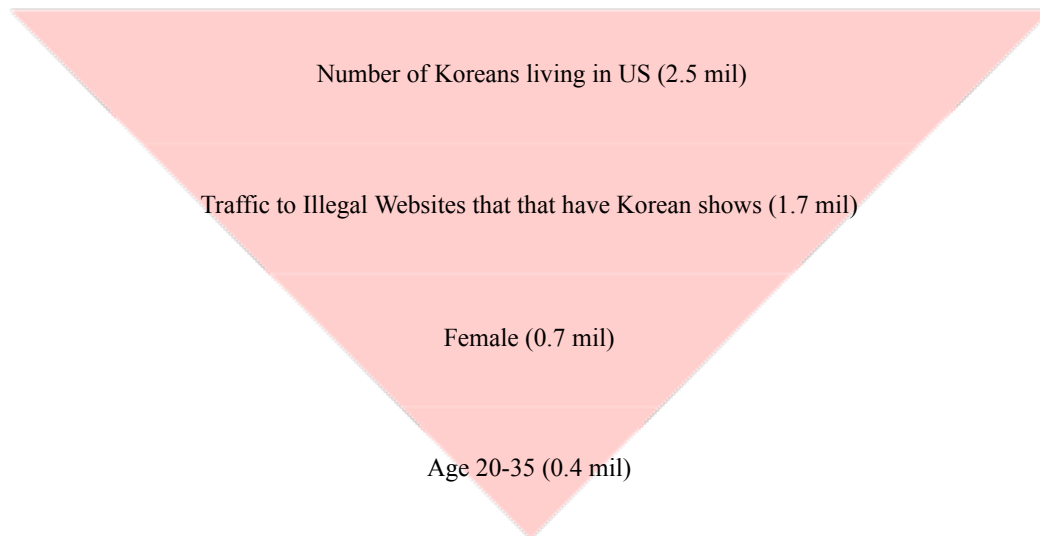 Number of Koreans living in US (2.5 mil)
Traffic to Illegal Websites that that have Korean shows (1.7 mil)
Female (0.7 mil)
Age 20-35 (0.4 mil)